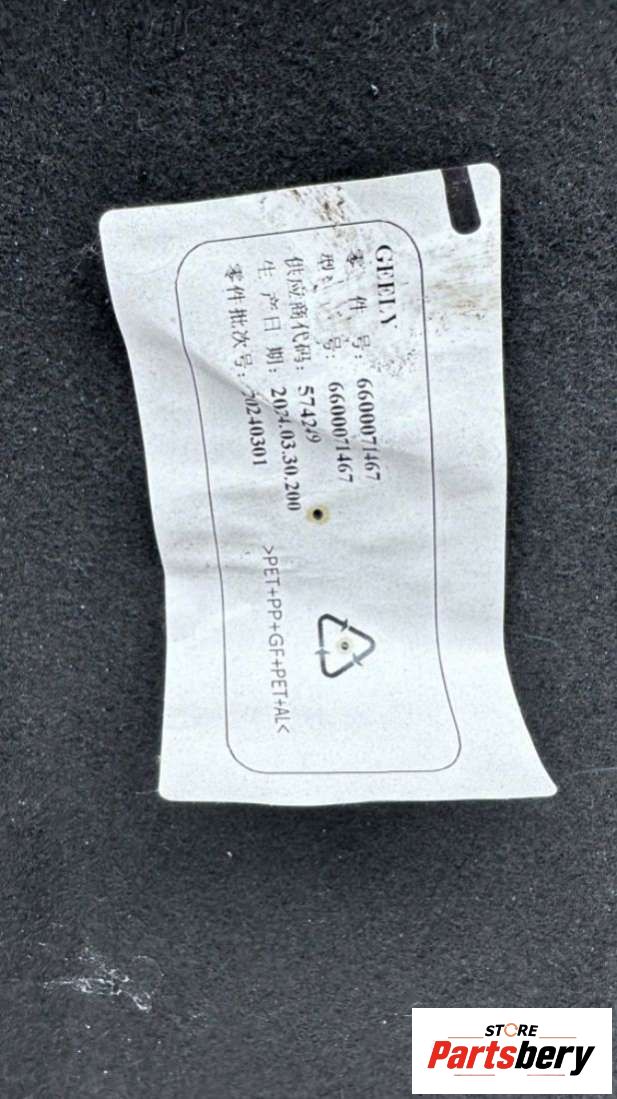 GEELY
零 件 号: 6600071467
型 号: 6600071467
供应商代码: 574249
生 产 日 期: 2024.03.30.200
零件批次号: 20240301
>PET+PP+GF+PET+AL<
STORE
Partsbery